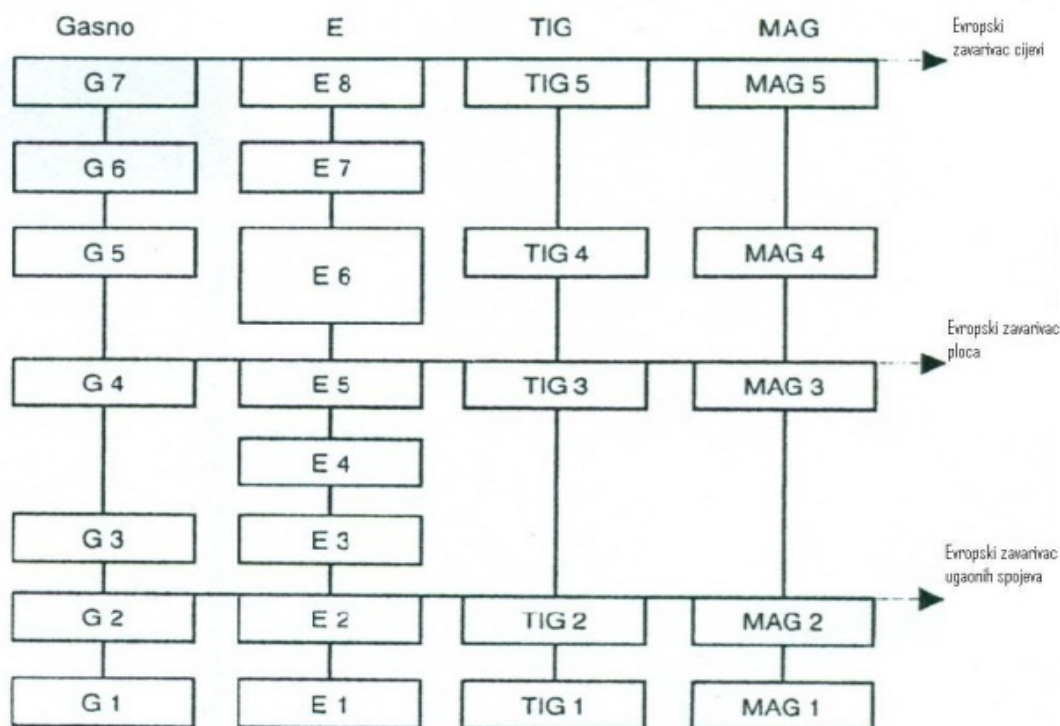 Gasno E TIG MAG
Evropski
zavarivac cijevi
G 7 E 8 TIG 5 MAG 5
G 6 E 7
G 5 TIG 4 MAG 4
E 6
Evropski zavarivac
ploca
G 4 E 5 TIG 3 MAG 3
E 4
G 3 E 3
Evropski zavarivac
ugaonih spojeva
G 2 E 2 TIG 2 MAG 2
G 1 E 1 TIG 1 MAG 1